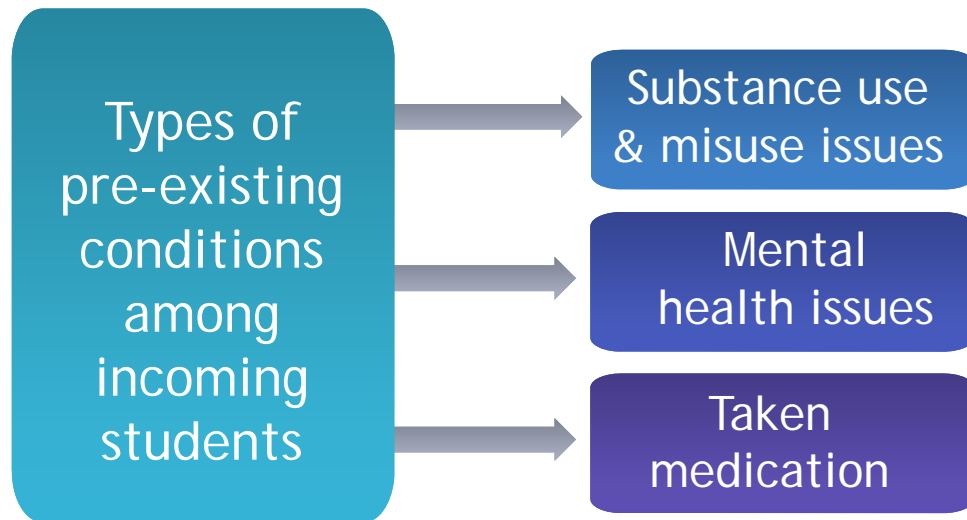 Types of
pre-existing
conditions
among
incoming
students
Substance use
& misuse issues
Mental
health issues
Taken
medication